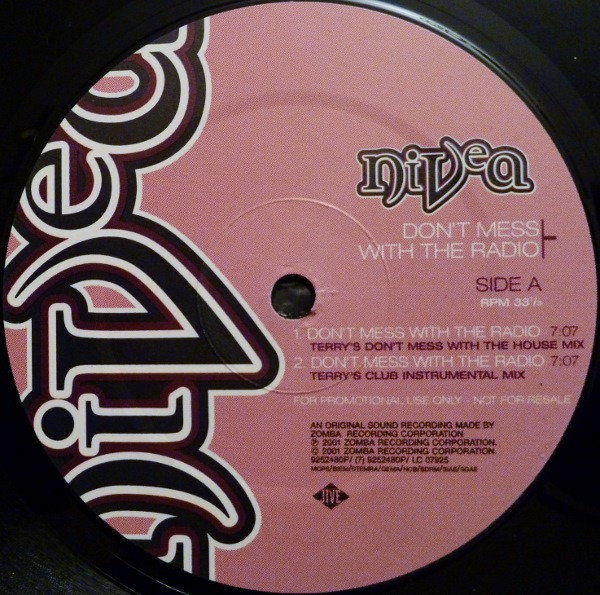 nivea
nivea
DON'T MESS
WITH THE RADIO
SIDE A
RPM 33⅓
1. DON'T MESS WITH THE RADIO 7:07
TERRY'S DON'T MESS WITH THE HOUSE MIX
2. DON'T MESS WITH THE RADIO 7:07
TERRY'S CLUB INSTRUMENTAL MIX
FOR PROMOTIONAL USE ONLY - NOT FOR RESALE
AN ORIGINAL SOUND RECORDING MADE BY
ZOMBA RECORDING CORPORATION
℗ 2001 ZOMBA RECORDING CORPORATION.
© 2001 ZOMBA RECORDING CORPORATION.
9252480P/ (7) 9252480P/ LC 07925
MCPS/BIEM/STEMRA/GEMA/NCB/SDRM/SIAE/SGAE
JIVE